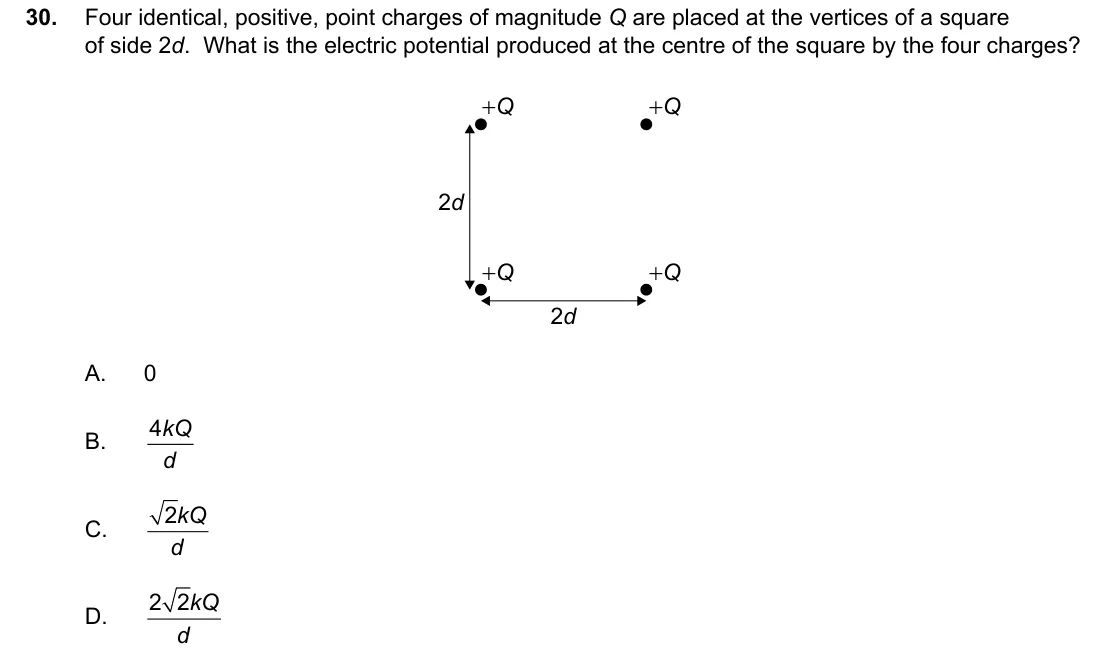 30. Four identical, positive, point charges of magnitude Q are placed at the vertices of a square
of side 2d. What is the electric potential produced at the centre of the square by the four charges?
+Q +Q
2d
+Q +Q
2d
A. 0
B. 4kQ/d
C. √2kQ/d
D. 2√2kQ/d